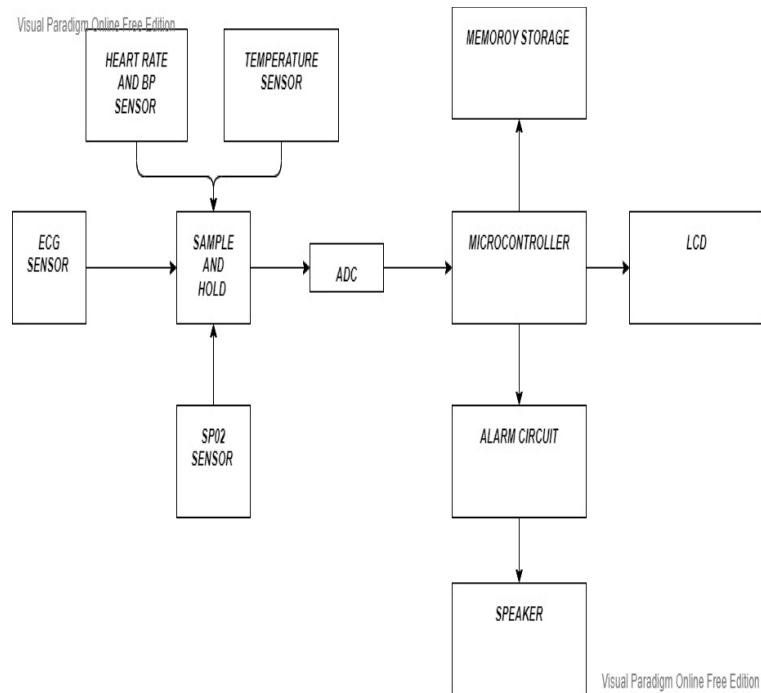 Visual Paradigm Online Free Edition
HEART RATE
AND BP
SENSOR
TEMPERATURE
SENSOR
MEMOROY STORAGE
ECG
SENSOR
SAMPLE
AND
HOLD
ADC
MICROCONTROLLER
LCD
SP02
SENSOR
ALARM CIRCUIT
SPEAKER
Visual Paradigm Online Free Edition